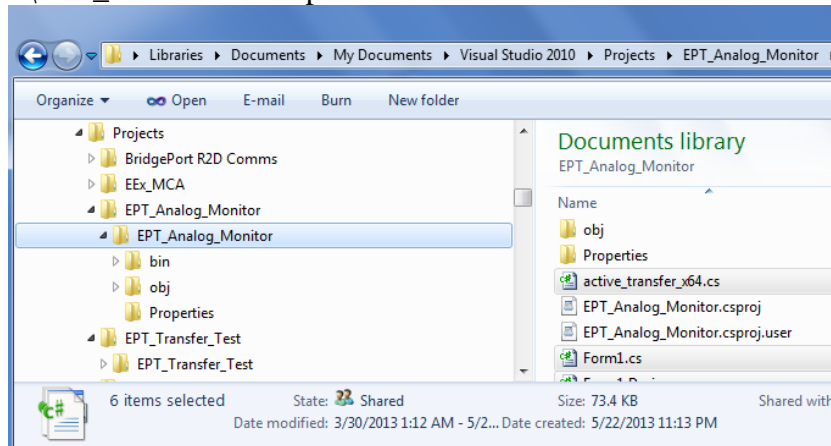 Libraries ▸ Documents ▸ My Documents ▸ Visual Studio 2010 ▸ Projects ▸ EPT_Analog_Monitor
Organize Open E-mail Burn New folder
Projects
BridgePort R2D Comms
EEx_MCA
EPT_Analog_Monitor
EPT_Analog_Monitor
bin
obj
Properties
EPT_Transfer_Test
EPT_Transfer_Test
Documents library
EPT_Analog_Monitor
Name
obj
Properties
active_transfer_x64.cs
EPT_Analog_Monitor.csproj
EPT_Analog_Monitor.csproj.user
Form1.cs
6 items selected State: Shared Size: 73.4 KB Shared with
Date modified: 3/30/2013 1:12 AM - 5/2... Date created: 5/22/2013 11:13 PM